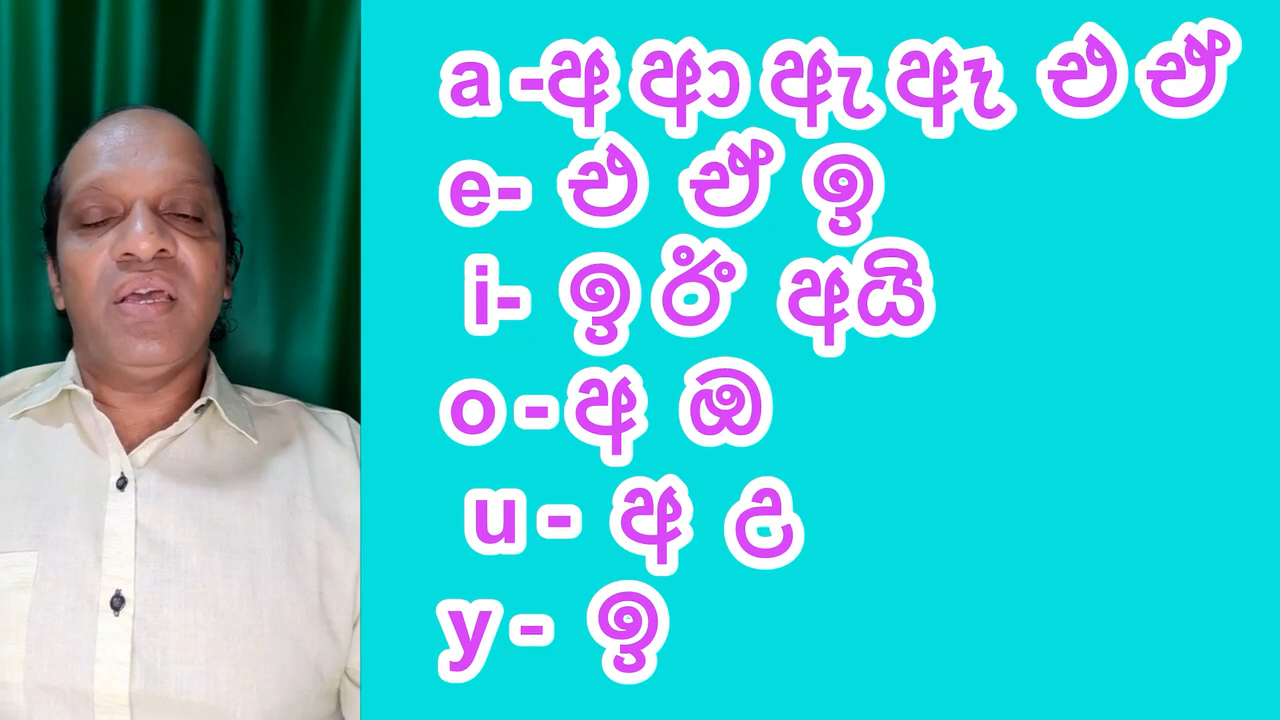 a -අ ආ ඇ ඈ එ ඒ
e- එ ඒ ඉ
i- ඉ ඊ අයි
o - අ ඔ
u - අ උ
y - ඉ